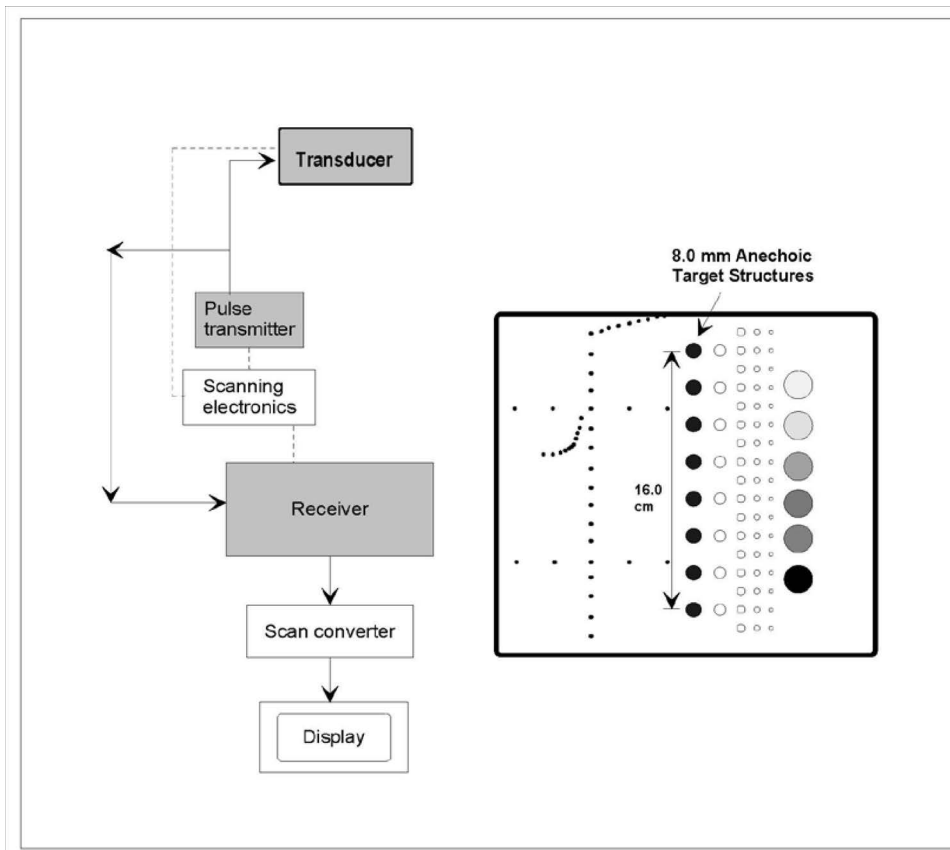 Transducer
Pulse
transmitter
Scanning
electronics
Receiver
Scan converter
Display
8.0 mm Anechoic
Target Structures
16.0
cm